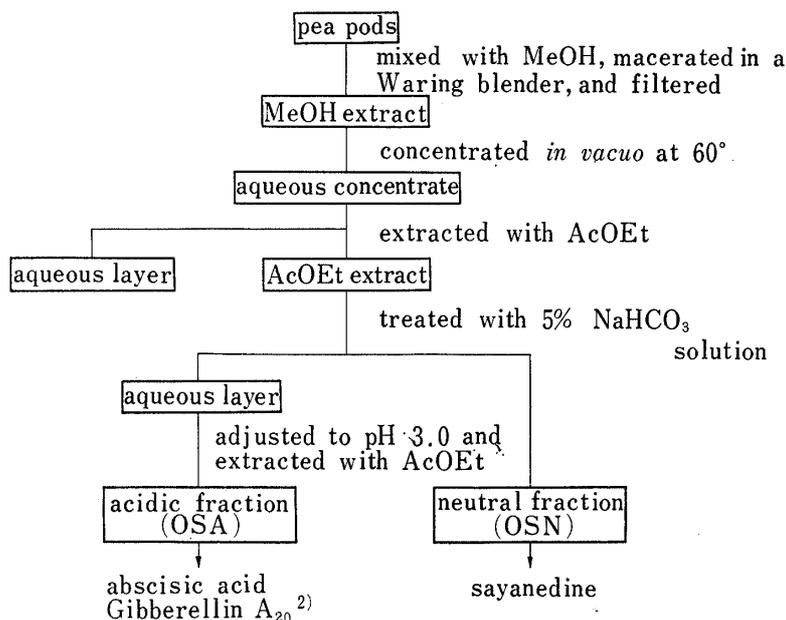 pea pods
mixed with MeOH, macerated in a
Waring blender, and filtered
MeOH extract
concentrated in vacuo at 60°
aqueous concentrate
extracted with AcOEt
aqueous layer
AcOEt extract
treated with 5% NaHCO₃
solution
aqueous layer
adjusted to pH 3.0 and
extracted with AcOEt
acidic fraction
(OSA)
neutral fraction
(OSN)
abscisic acid
Gibberellin A₂₀ ²⁾
sayanedine